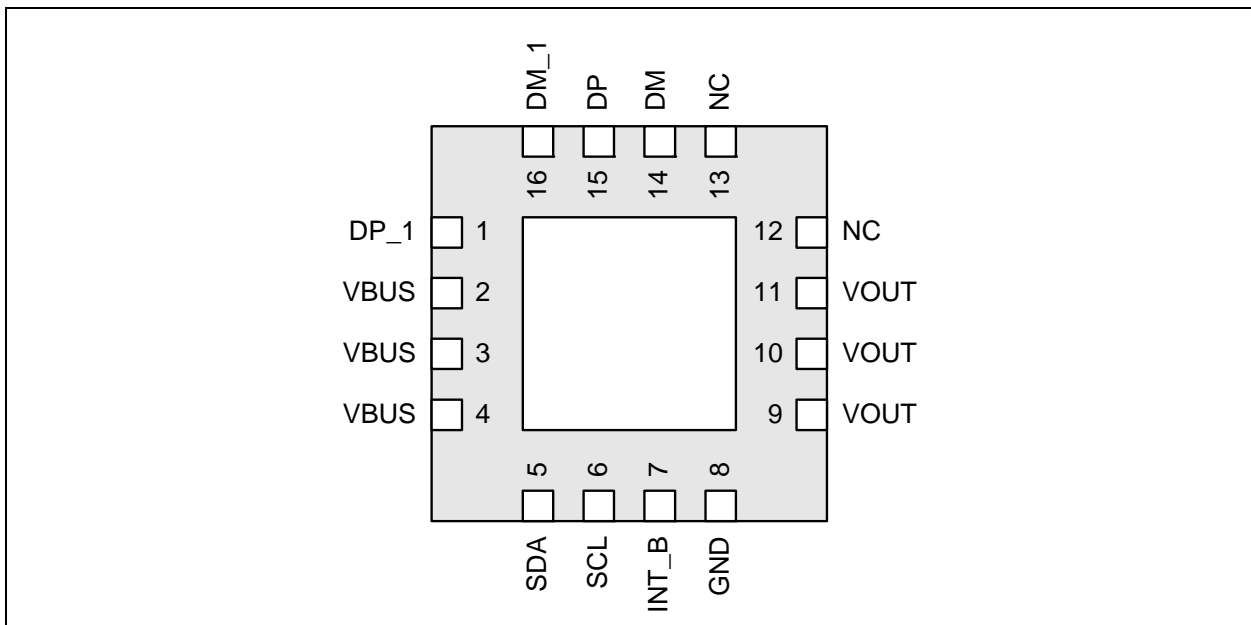 DM_1 DP DM NC
16 15 14 13
DP_1 1 12 NC
VBUS 2 11 VOUT
VBUS 3 10 VOUT
VBUS 4 9 VOUT
5 6 7 8
SDA SCL INT_B GND